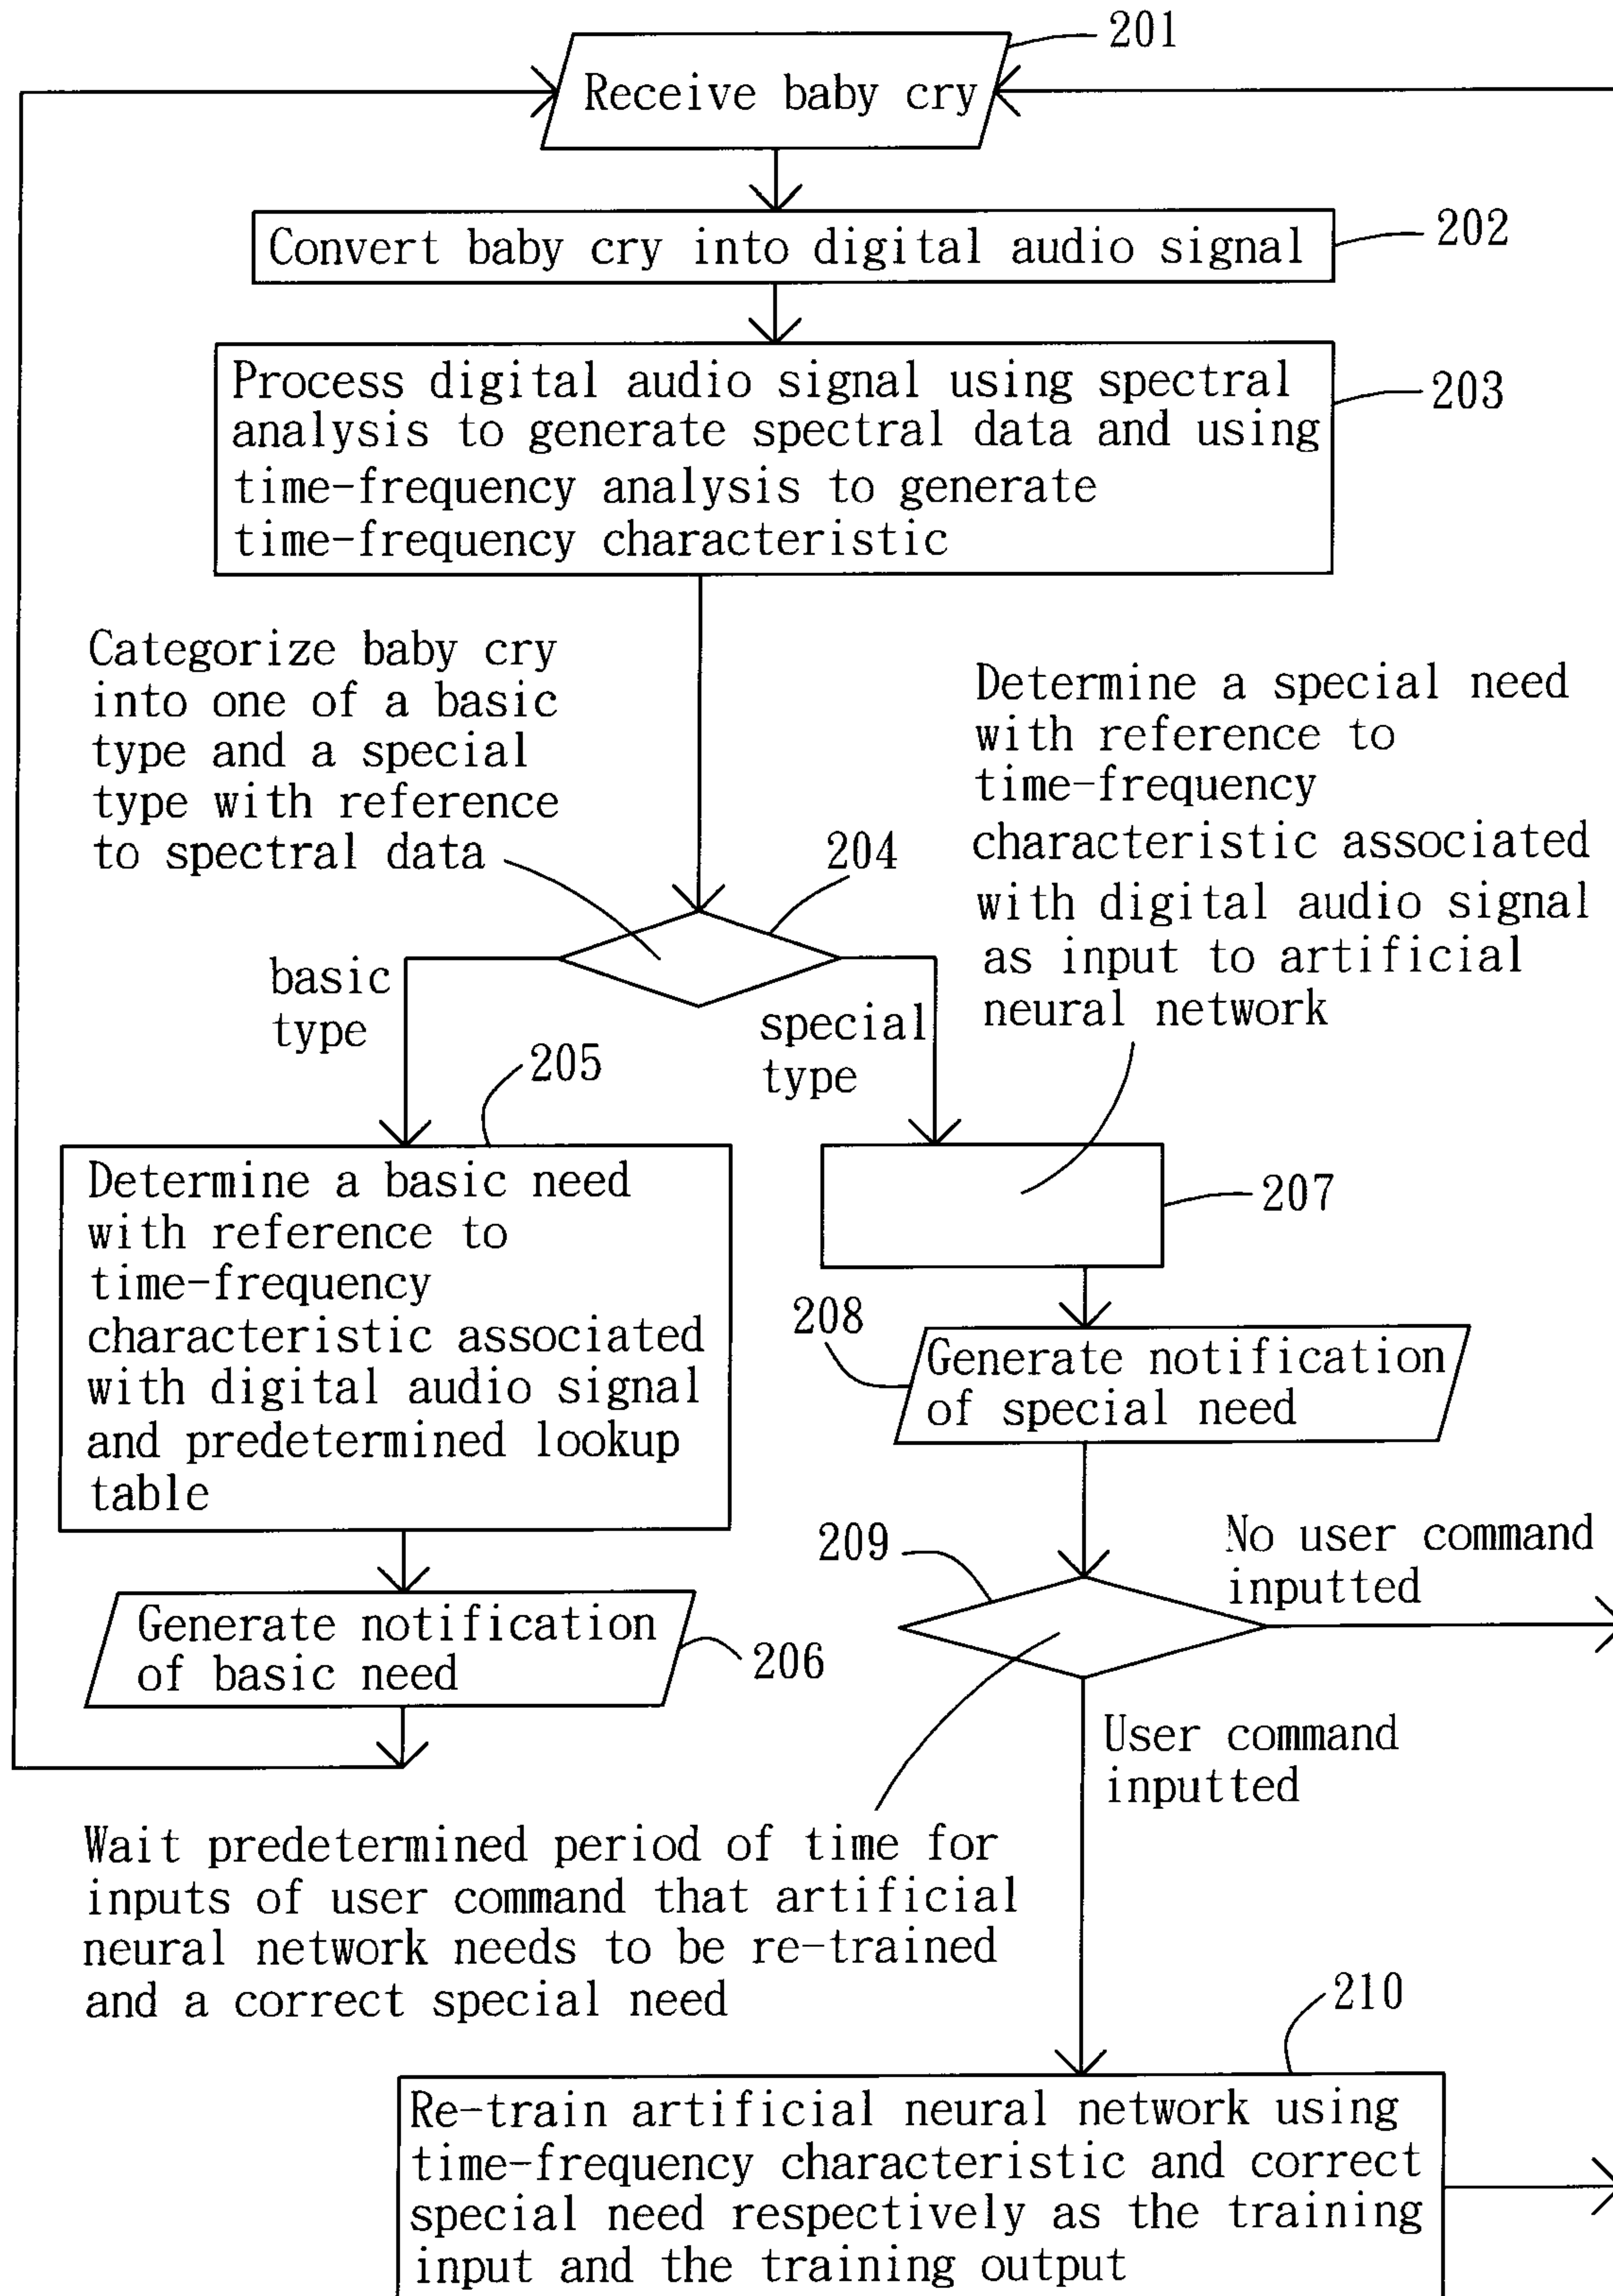 201
Receive baby cry
Convert baby cry into digital audio signal
202
Process digital audio signal using spectral
analysis to generate spectral data and using
time-frequency analysis to generate
time-frequency characteristic
203
Categorize baby cry
into one of a basic
type and a special
type with reference
to spectral data
204
Determine a special need
with reference to
time-frequency
characteristic associated
with digital audio signal
as input to artificial
neural network
basic
type
special
type
205
Determine a basic need
with reference to
time-frequency
characteristic associated
with digital audio signal
and predetermined lookup
table
207
208
Generate notification
of special need
Generate notification
of basic need
206
209
No user command
inputted
User command
inputted
Wait predetermined period of time for
inputs of user command that artificial
neural network needs to be re-trained
and a correct special need
210
Re-train artificial neural network using
time-frequency characteristic and correct
special need respectively as the training
input and the training output